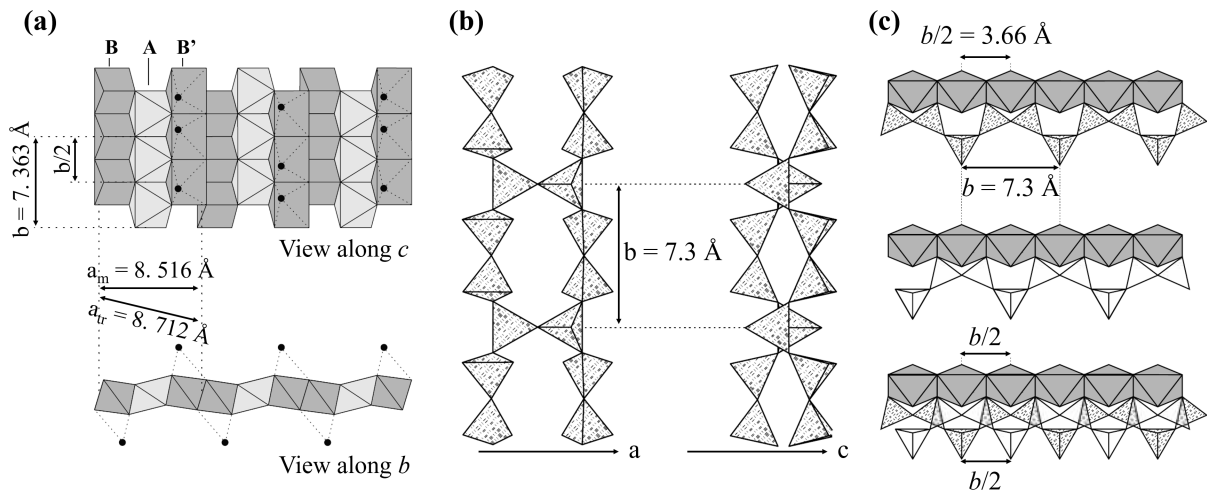 (a)
B A B’
b = 7. 363 Å
b/2
View along c
a_m = 8. 516 Å
a_tr = 8. 712 Å
View along b
(b)
b = 7.3 Å
a
c
(c)
b/2 = 3.66 Å
b = 7.3 Å
b/2
b/2